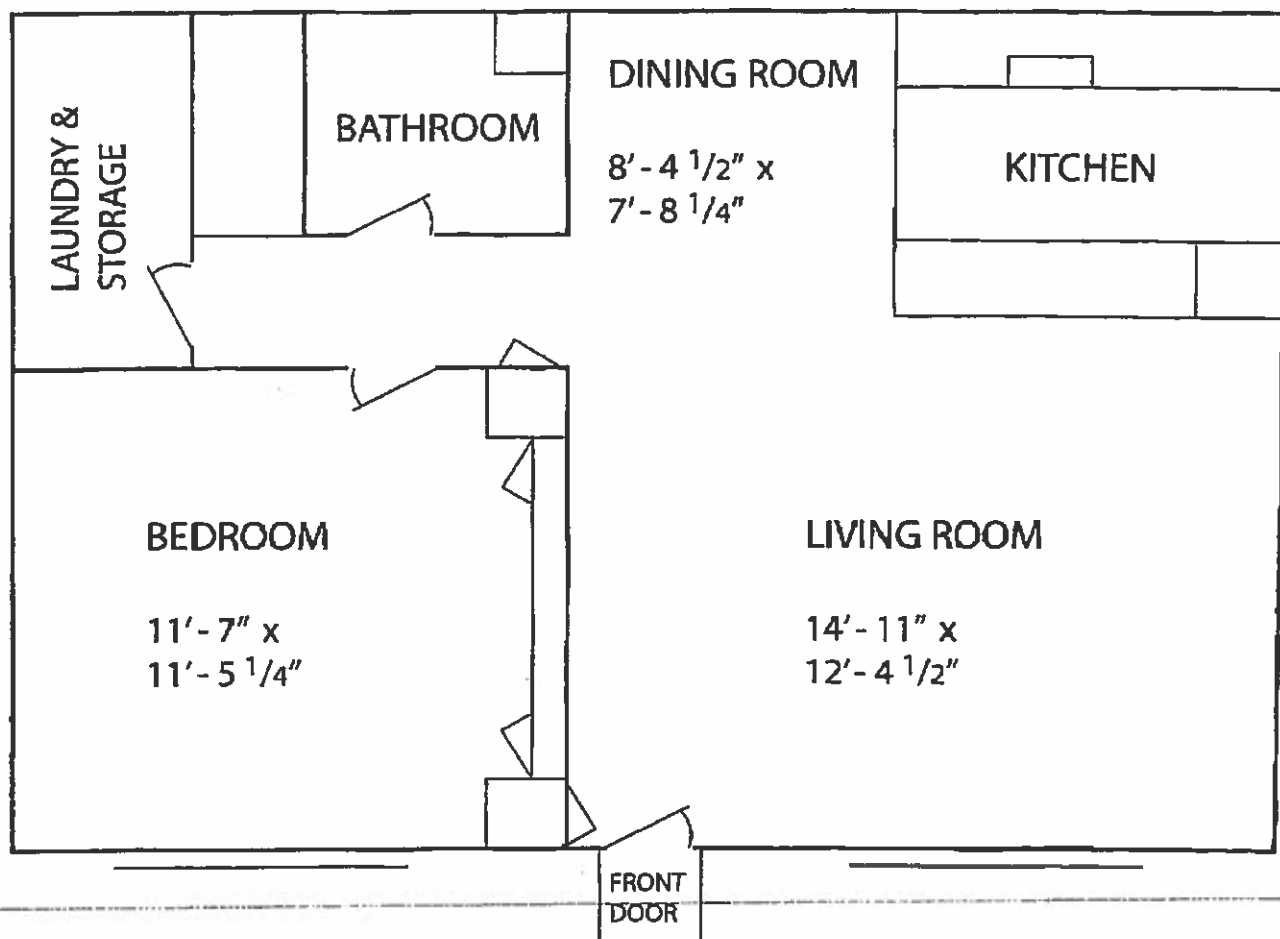 LAUNDRY &
STORAGE
BATHROOM
DINING ROOM
8'- 4 1/2" x
7'- 8 1/4"
KITCHEN
BEDROOM
11'- 7" x
11'- 5 1/4"
LIVING ROOM
14'- 11" x
12'- 4 1/2"
FRONT
DOOR